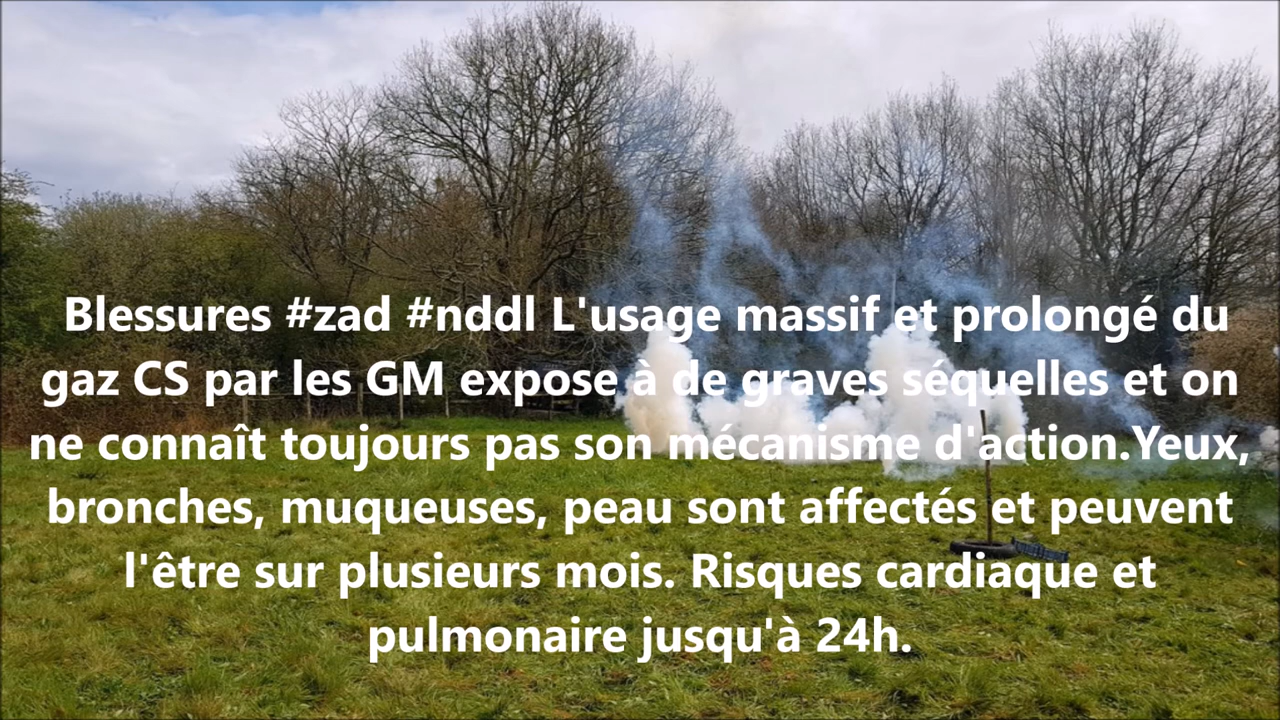 Blessures #zad #nddl L'usage massif et prolongé du
gaz CS par les GM expose à de graves séquelles et on
ne connaît toujours pas son mécanisme d'action.Yeux,
bronches, muqueuses, peau sont affectés et peuvent
l'être sur plusieurs mois. Risques cardiaque et
pulmonaire jusqu'à 24h.